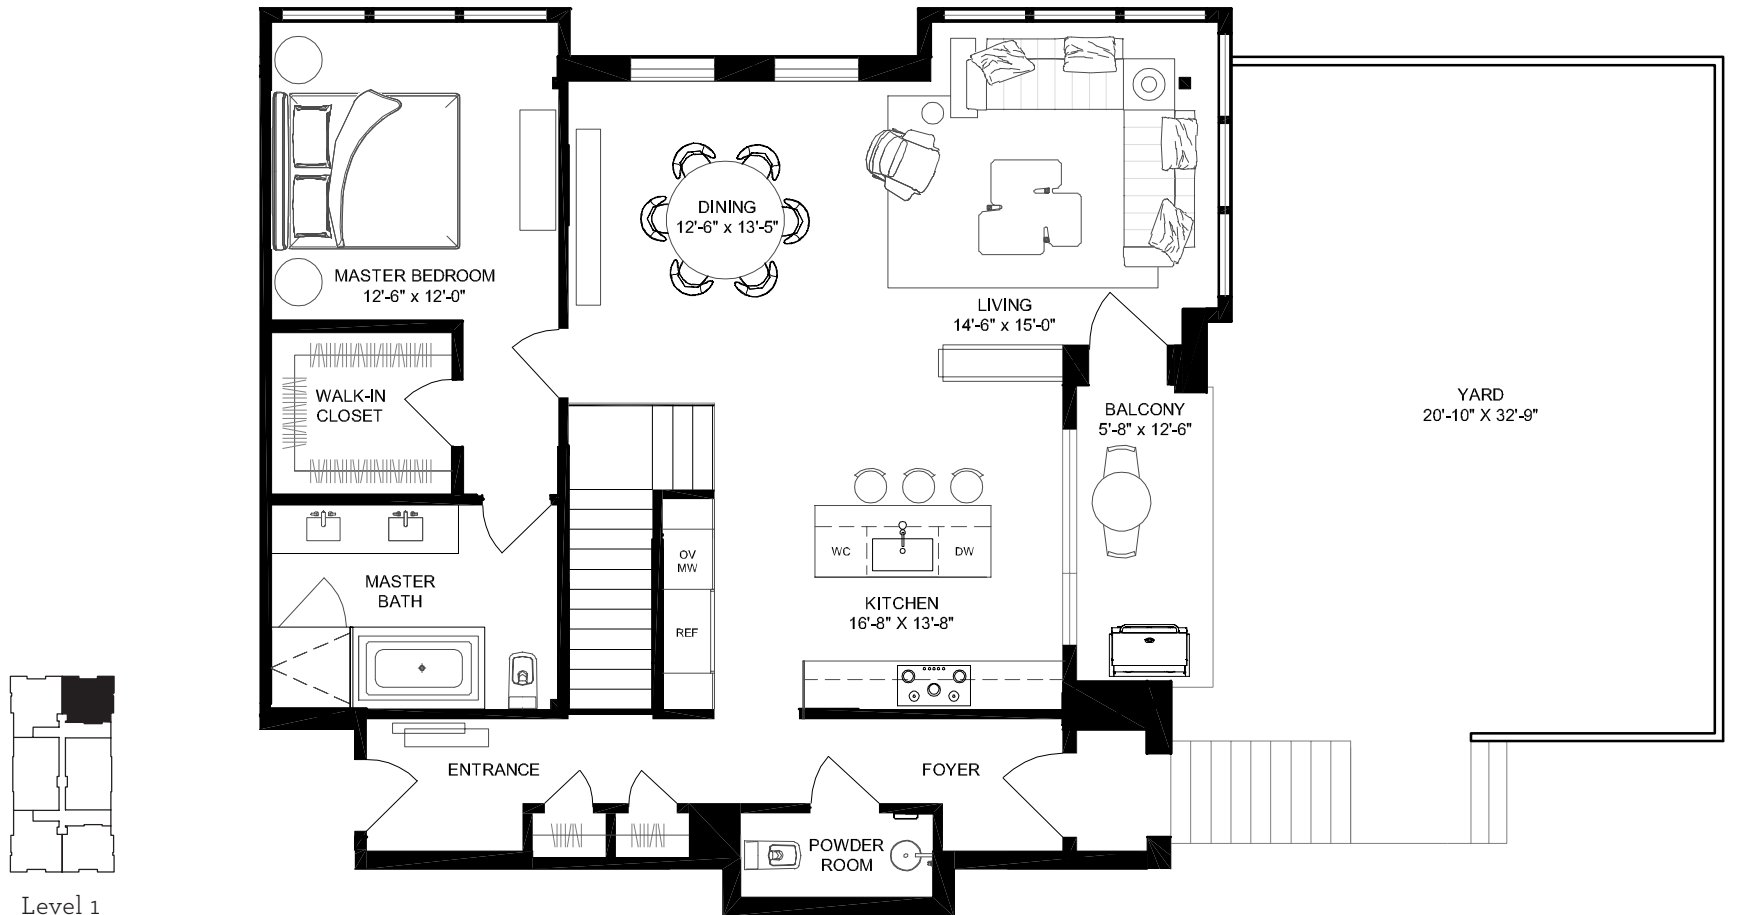 DINING
12'-6" x 13'-5"
MASTER BEDROOM
12'-6" x 12'-0"
LIVING
14'-6" x 15'-0"
WALK-IN
CLOSET
BALCONY
5'-8" x 12'-6"
YARD
20'-10" X 32'-9"
WC
DW
OV
MW
MASTER
BATH
KITCHEN
16'-8" X 13'-8"
REF
ENTRANCE
FOYER
POWDER
ROOM
Level 1